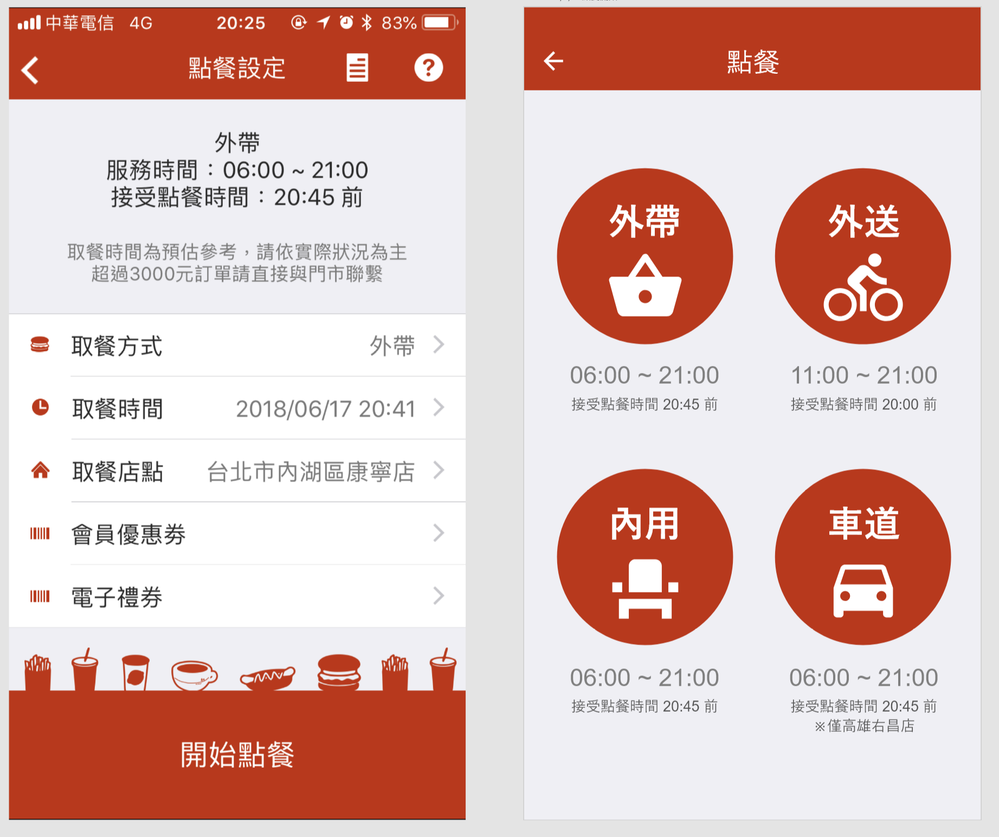 中華電信 4G 20:25 83%
點餐設定
?
外帶
服務時間：06:00 ~ 21:00
接受點餐時間：20:45 前
取餐時間為預估參考，請依實際狀況為主
超過3000元訂單請直接與門市聯繫
取餐方式 外帶
取餐時間 2018/06/17 20:41
取餐店點 台北市內湖區康寧店
會員優惠券
電子禮券
開始點餐
點餐
外帶
06:00 ~ 21:00
接受點餐時間 20:45 前
外送
11:00 ~ 21:00
接受點餐時間 20:00 前
內用
06:00 ~ 21:00
接受點餐時間 20:45 前
車道
06:00 ~ 21:00
接受點餐時間 20:45 前
※僅高雄右昌店